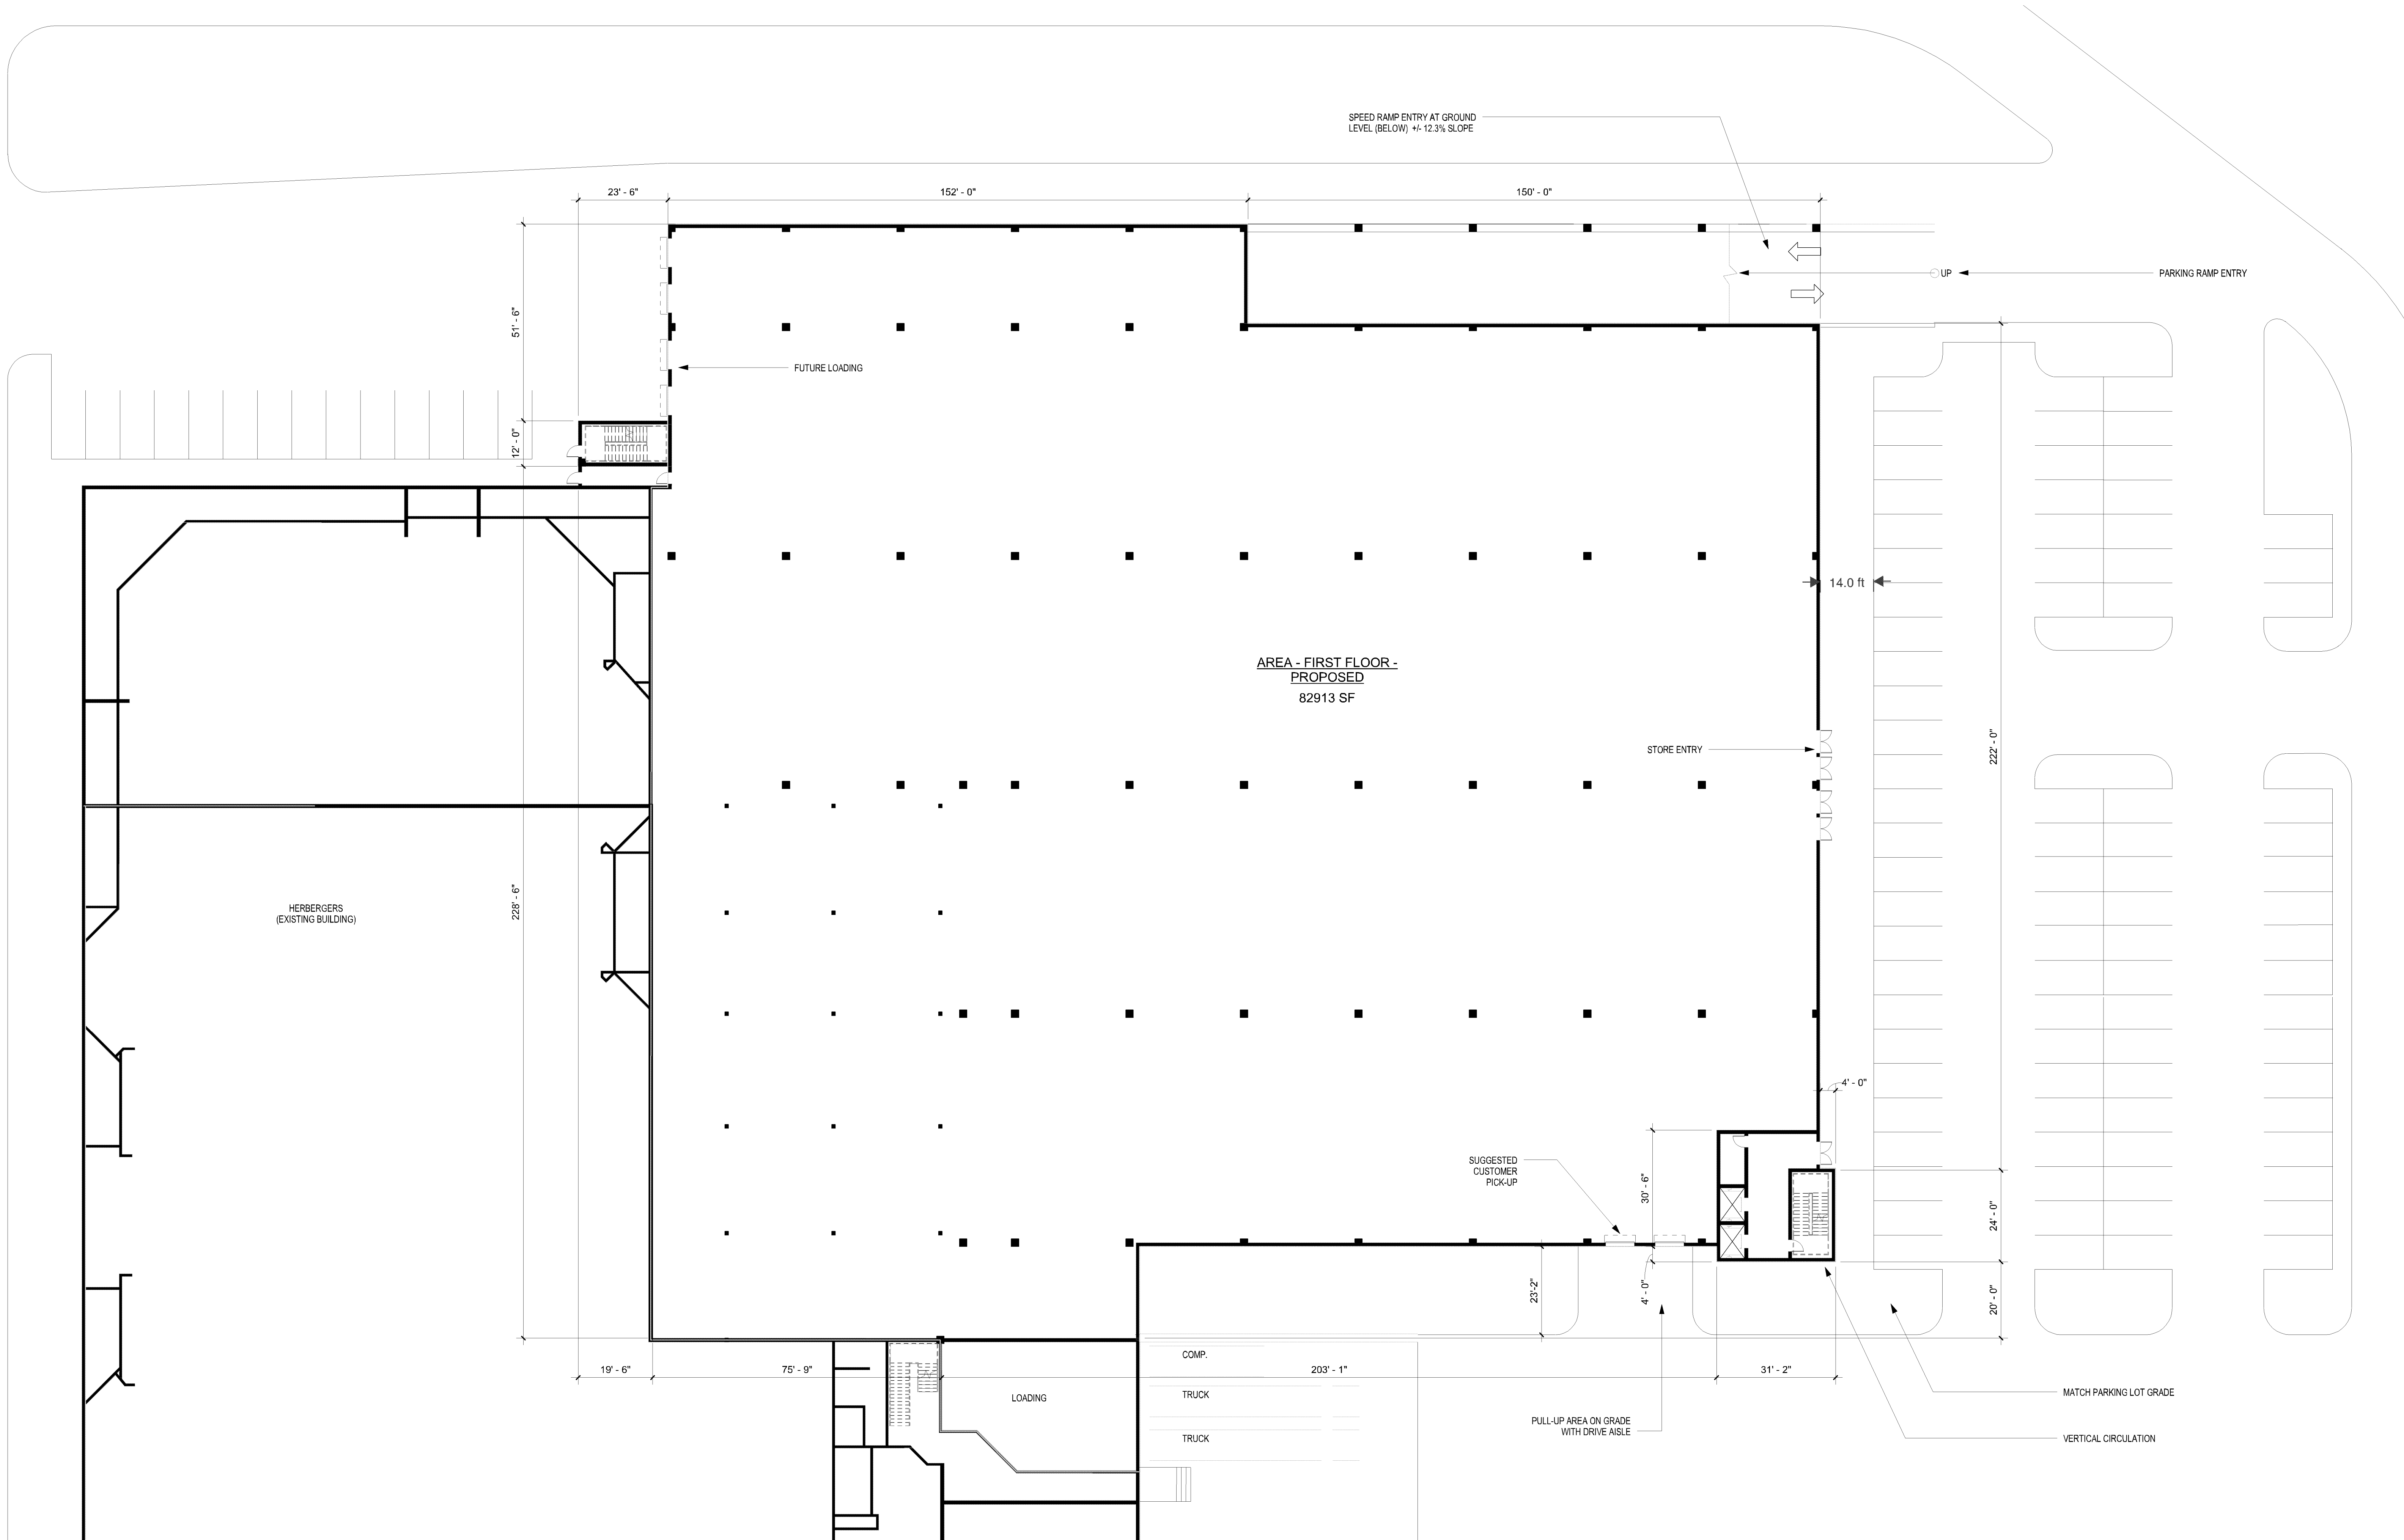 SPEED RAMP ENTRY AT GROUND
LEVEL (BELOW) +/- 12.3% SLOPE
23' - 6"
152' - 0"
150' - 0"
UP
PARKING RAMP ENTRY
51' - 6"
FUTURE LOADING
12' - 0"
14.0 ft
AREA - FIRST FLOOR -
PROPOSED
82913 SF
STORE ENTRY
222' - 0"
228' - 6"
HERBERGERS
(EXISTING BUILDING)
4' - 0"
SUGGESTED
CUSTOMER
PICK-UP
30' - 6"
24' - 0"
23'-2"
4' - 0"
20' - 0"
COMP.
19' - 6"
75' - 9"
203' - 1"
31' - 2"
LOADING
TRUCK
MATCH PARKING LOT GRADE
PULL-UP AREA ON GRADE
WITH DRIVE AISLE
TRUCK
VERTICAL CIRCULATION